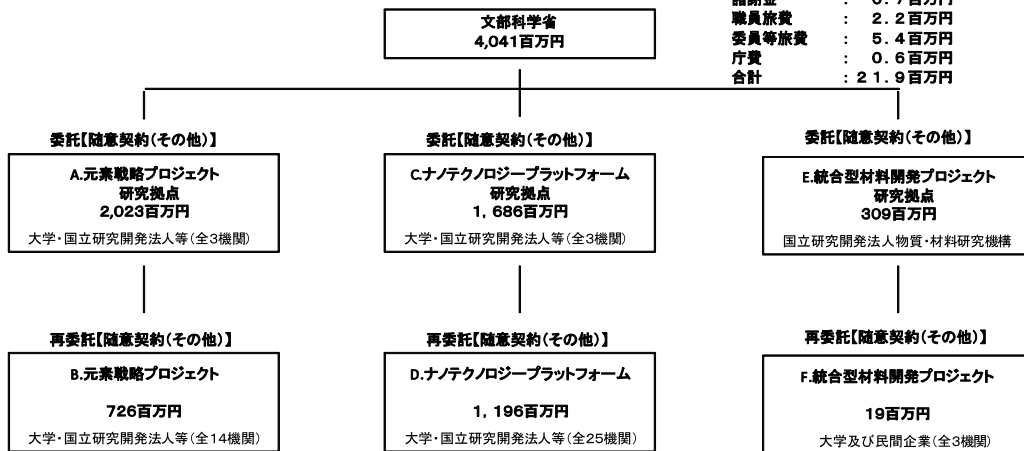 諸謝金 : 0.7百万円
文部科学省
4,041百万円
職員旅費 : 2.2百万円
委員等旅費 : 5.4百万円
庁費 : 0.6百万円
合計 : 21.9百万円
委託【随意契約(その他)】
A.元素戦略プロジェクト
研究拠点
2,023百万円
大学・国立研究開発法人等(全3機関)
委託【随意契約(その他)】
C.ナノテクノロジープラットフォーム
研究拠点
1,686百万円
大学・国立研究開発法人等(全3機関)
委託【随意契約(その他)】
E.統合型材料開発プロジェクト
研究拠点
309百万円
国立研究開発法人物質・材料研究機構
再委託【随意契約(その他)】
B.元素戦略プロジェクト
726百万円
大学・国立研究開発法人等(全14機関)
再委託【随意契約(その他)】
D.ナノテクノロジープラットフォーム
1,196百万円
大学・国立研究開発法人等(全25機関)
再委託【随意契約(その他)】
F.統合型材料開発プロジェクト
19百万円
大学及び民間企業(全3機関)